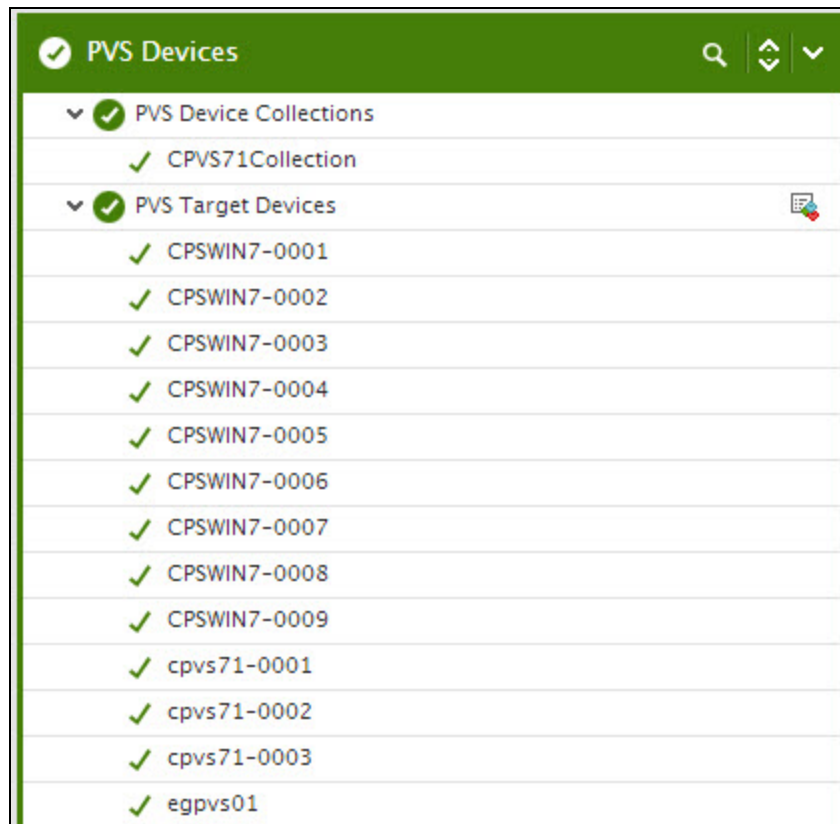 PVS Devices
PVS Device Collections
CPVS71Collection
PVS Target Devices
CPSWIN7-0001
CPSWIN7-0002
CPSWIN7-0003
CPSWIN7-0004
CPSWIN7-0005
CPSWIN7-0006
CPSWIN7-0007
CPSWIN7-0008
CPSWIN7-0009
cpvs71-0001
cpvs71-0002
cpvs71-0003
egpvs01